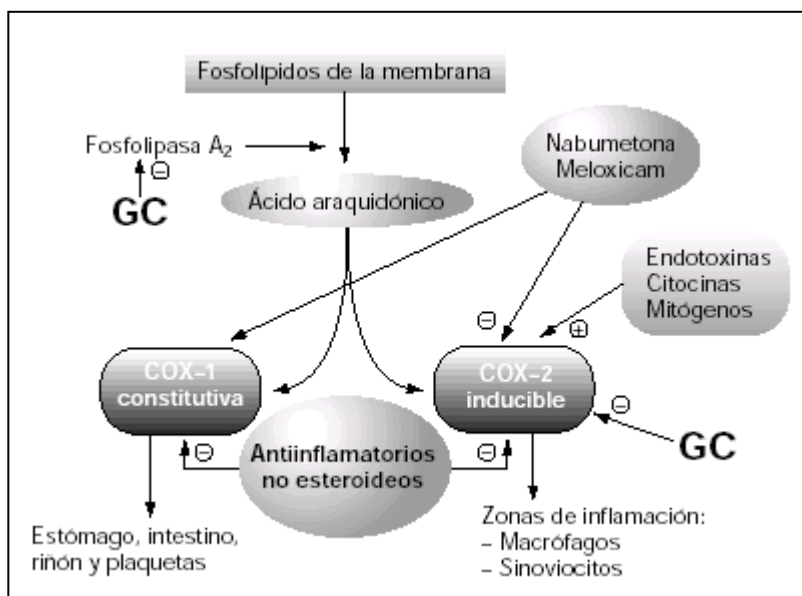 Fosfolípidos de la membrana
Fosfolipasa A₂
⊖
GC
Ácido araquidónico
Nabumetona
Meloxicam
Endotoxinas
Citocinas
Mitógenos
⊖
⊕
COX-1
constitutiva
COX-2
inducible
⊖
GC
⊖
Antiinflamatorios
no esteroideos
⊖
Estómago, intestino,
riñón y plaquetas
Zonas de inflamación:
– Macrófagos
– Sinoviocitos